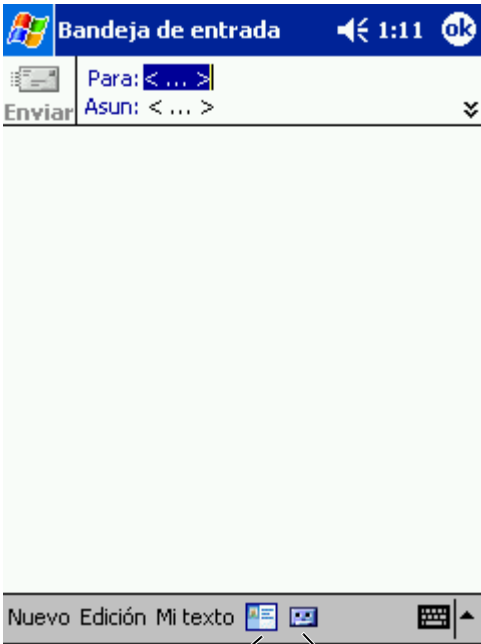 Bandeja de entrada 1:11 ok
Para: < ... >
Enviar Asun: < ... >
Nuevo Edición Mi texto